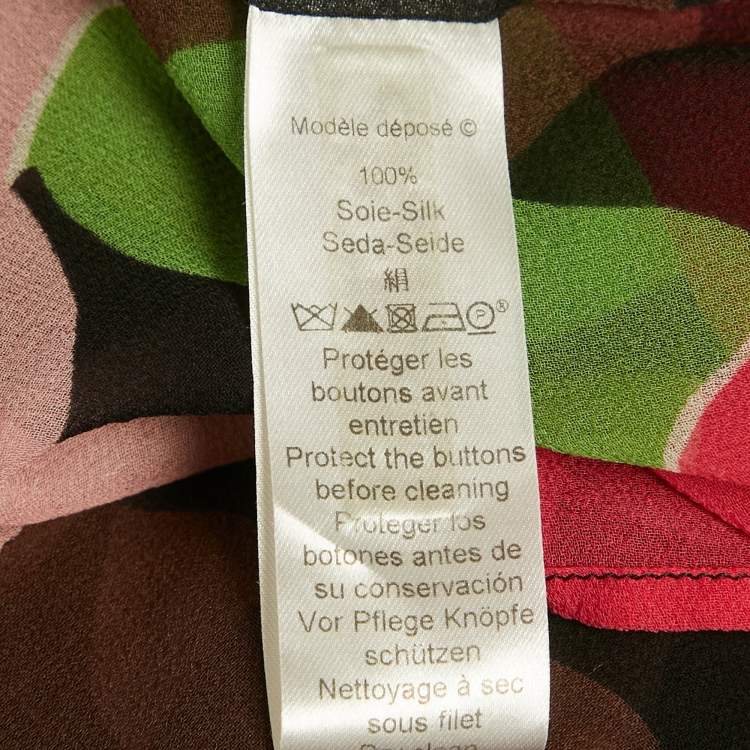 Modèle déposé ©
100%
Soie-Silk
Seda-Seide
絹
P ®
Protéger les
boutons avant
entretien
Protect the buttons
before cleaning
Proteger los
botones antes de
su conservación
Vor Pflege Knöpfe
schützen
Nettoyage à sec
sous filet